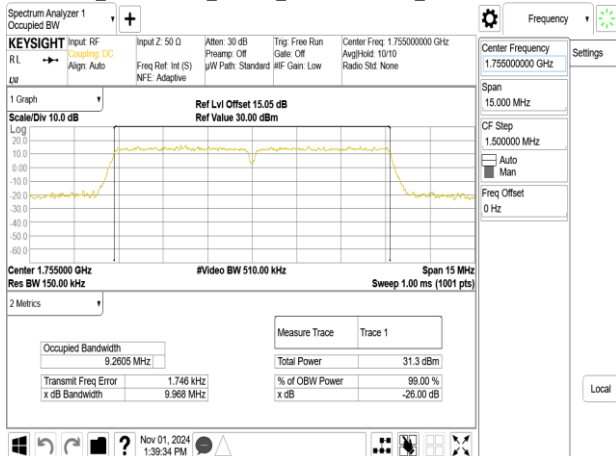 Spectrum Analyzer 1
Occupied BW
KEYSIGHT
RL
Input: RF
Coupling: DC
Align: Auto
Input Z: 50 Ω
Freq Ref: Int (S)
NFE: Adaptive
Atten: 30 dB
Preamp: Off
µW Path: Standard
Trig: Free Run
Gate: Off
#IF Gain: Low
Center Freq: 1.755000000 GHz
Avg|Hold: 10/10
Radio Std: None
1 Graph
Scale/Div 10.0 dB
Ref Lvl Offset 15.05 dB
Ref Value 30.00 dBm
Log
20.0
10.0
0.00
-10.0
-20.0
-30.0
-40.0
-50.0
-60.0
Center 1.755000 GHz
#Video BW 510.00 kHz
Span 15 MHz
Res BW 150.00 kHz
Sweep 1.00 ms (1001 pts)
2 Metrics
Measure Trace Trace 1
Occupied Bandwidth
9.2605 MHz
Total Power 31.3 dBm
Transmit Freq Error 1.746 kHz
% of OBW Power 99.00 %
x dB Bandwidth 9.968 MHz
x dB -26.00 dB
Nov 01, 2024
1:39:34 PM
Frequency
Settings
Center Frequency
1.755000000 GHz
Span
15.000 MHz
CF Step
1.500000 MHz
Auto
Man
Freq Offset
0 Hz
Local